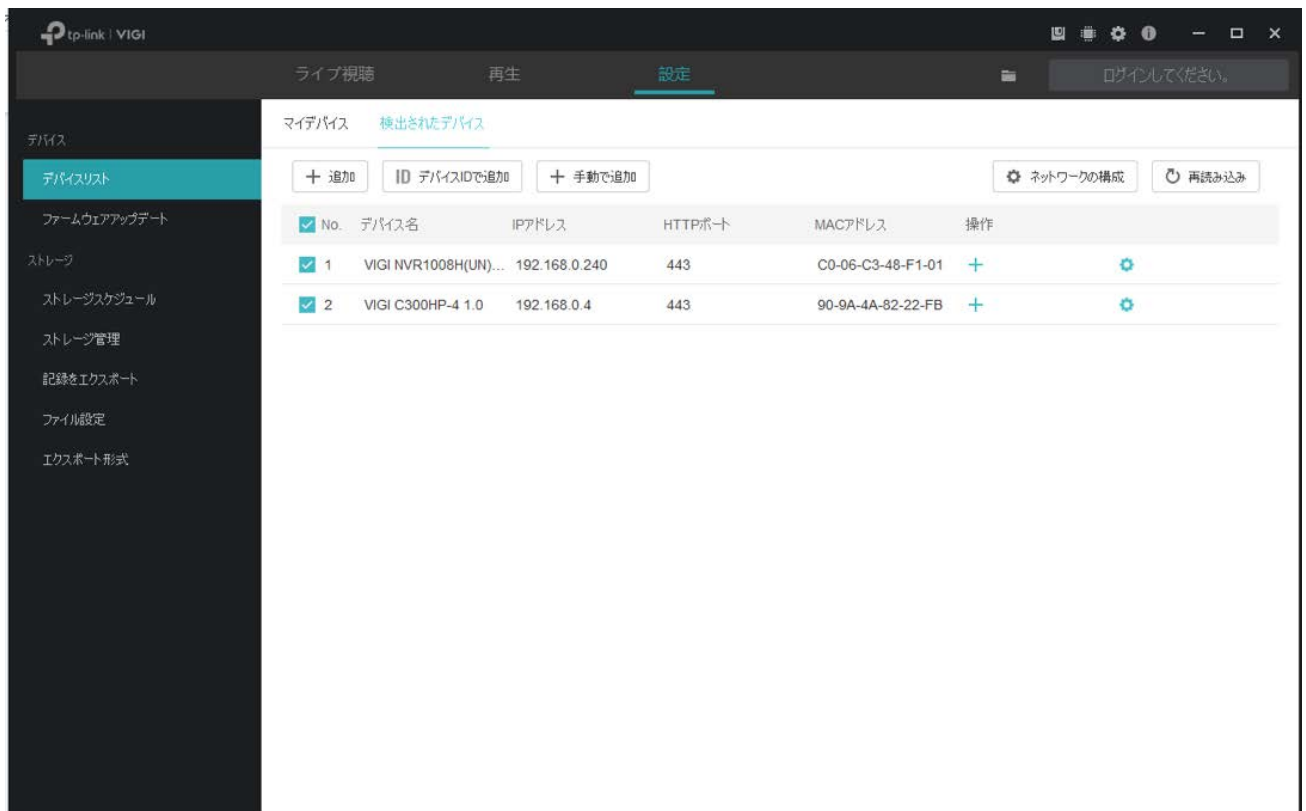 tp-link | VIGI
ライブ視聴 再生 設定 ログインしてください。
デバイス
デバイスリスト
ファームウェアアップデート
ストレージ
ストレージスケジュール
ストレージ管理
記録をエクスポート
ファイル設定
エクスポート形式
マイデバイス 検出されたデバイス
追加 ID デバイスIDで追加 手動で追加 ネットワークの構成 再読み込み
No. デバイス名 IPアドレス HTTPポート MACアドレス 操作
1 VIGI NVR1008H(UN)... 192.168.0.240 443 C0-06-C3-48-F1-01
2 VIGI C300HP-4 1.0 192.168.0.4 443 90-9A-4A-82-22-FB